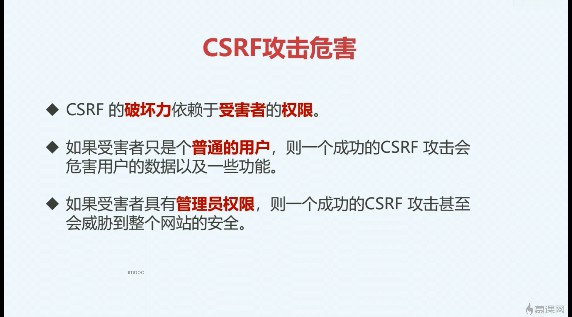 CSRF攻击危害
◆ CSRF 的破坏力依赖于受害者的权限。
◆ 如果受害者只是个普通的用户，则一个成功的CSRF 攻击会
危害用户的数据以及一些功能。
◆ 如果受害者具有管理员权限，则一个成功的CSRF 攻击甚至
会威胁到整个网站的安全。
慕课网